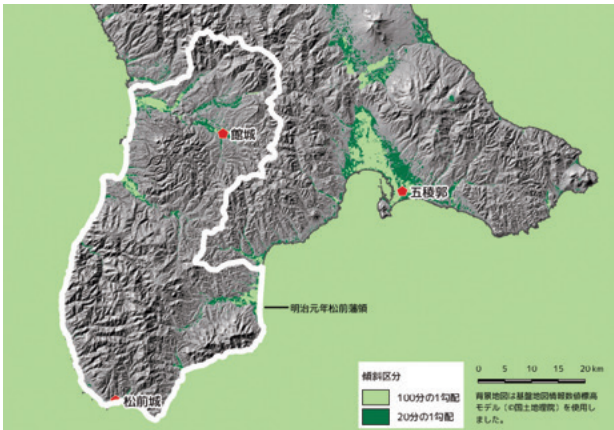 館城
五稜郭
明治元年松前藩領
松前城
傾斜区分
100分の1勾配
20分の1勾配
0 5 10 15 20 km
背景地図は基盤地図情報数値標高
モデル（©国土地理院）を使用し
ました。